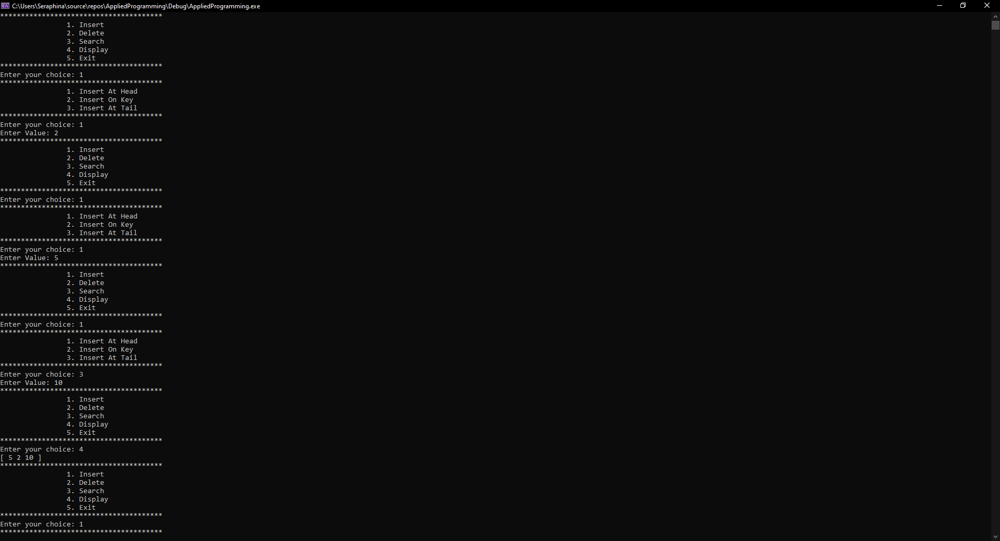 C:\Users\Seraphina\source\repos\AppliedProgramming\Debug\AppliedProgramming.exe
***************************************
1. Insert
2. Delete
3. Search
4. Display
5. Exit
***************************************
Enter your choice: 1
***************************************
1. Insert At Head
2. Insert On Key
3. Insert At Tail
***************************************
Enter your choice: 1
Enter Value: 2
***************************************
1. Insert
2. Delete
3. Search
4. Display
5. Exit
***************************************
Enter your choice: 1
***************************************
1. Insert At Head
2. Insert On Key
3. Insert At Tail
***************************************
Enter your choice: 1
Enter Value: 5
***************************************
1. Insert
2. Delete
3. Search
4. Display
5. Exit
***************************************
Enter your choice: 1
***************************************
1. Insert At Head
2. Insert On Key
3. Insert At Tail
***************************************
Enter your choice: 3
Enter Value: 10
***************************************
1. Insert
2. Delete
3. Search
4. Display
5. Exit
***************************************
Enter your choice: 4
[ 5 2 10 ]
***************************************
1. Insert
2. Delete
3. Search
4. Display
5. Exit
***************************************
Enter your choice: 1
***************************************